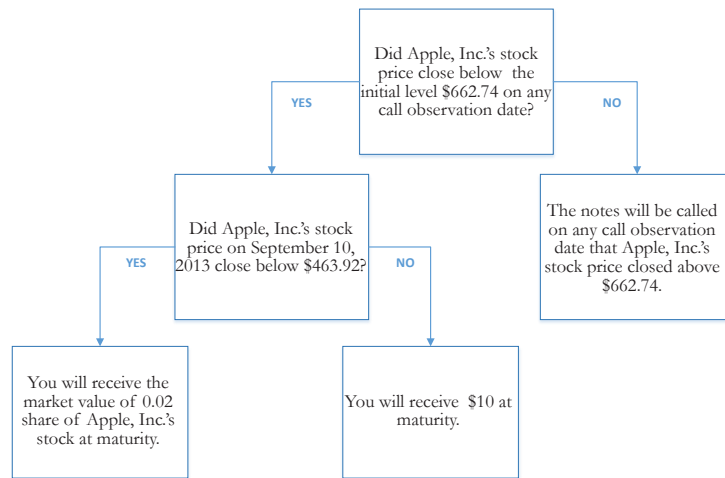 Did Apple, Inc.'s stock
price close below the
initial level $662.74 on any
call observation date?
YES
NO
Did Apple, Inc.'s stock
price on September 10,
2013 close below $463.92?
The notes will be called
on any call observation
date that Apple, Inc.'s
stock price closed above
$662.74.
YES
NO
You will receive the
market value of 0.02
share of Apple, Inc.'s
stock at maturity.
You will receive $10 at
maturity.